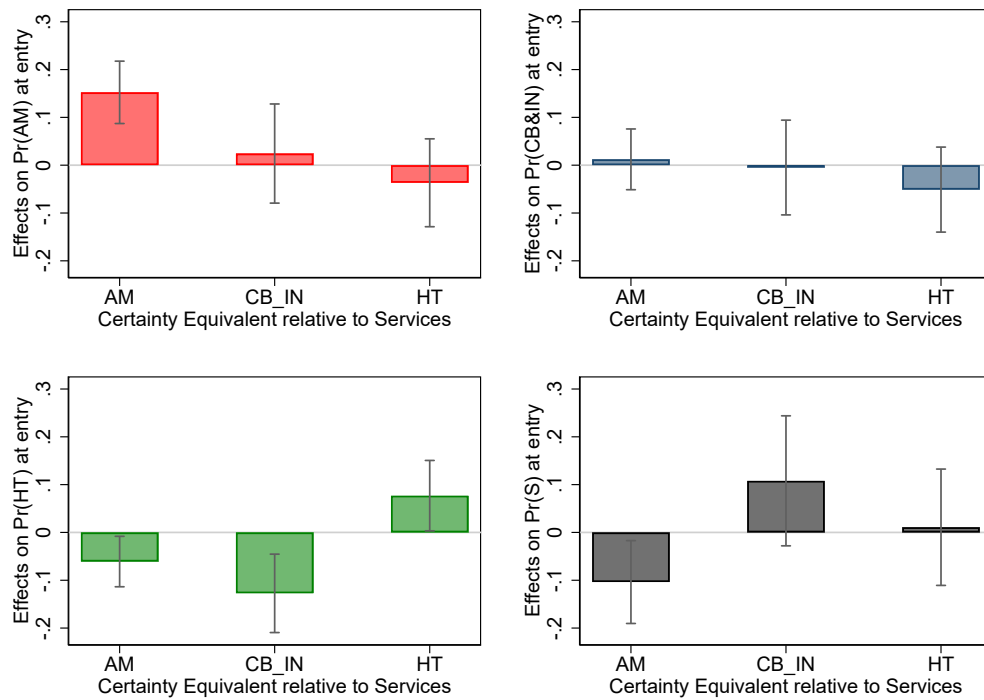 Effects on Pr(AM) at entry
.3
.2
.1
0
-.1
-.2
AM CB_IN HT
Certainty Equivalent relative to Services
Effects on Pr(CB&IN) at entry
.3
.2
.1
0
-.1
-.2
AM CB_IN HT
Certainty Equivalent relative to Services
Effects on Pr(HT) at entry
.3
.2
.1
0
-.1
-.2
AM CB_IN HT
Certainty Equivalent relative to Services
Effects on Pr(S) at entry
.3
.2
.1
0
-.1
-.2
AM CB_IN HT
Certainty Equivalent relative to Services